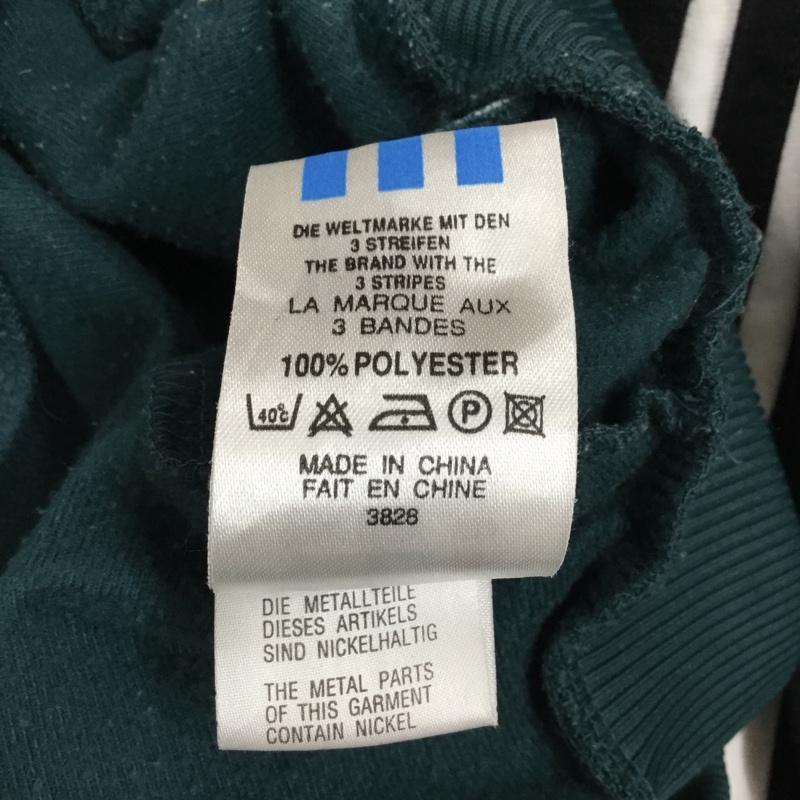 DIE WELTMARKE MIT DEN
3 STREIFEN
THE BRAND WITH THE
3 STRIPES
LA MARQUE AUX
3 BANDES
100% POLYESTER
40°C P
MADE IN CHINA
FAIT EN CHINE
3828
DIE METALLTEILE
DIESES ARTIKELS
SIND NICKELHALTIG
THE METAL PARTS
OF THIS GARMENT
CONTAIN NICKEL